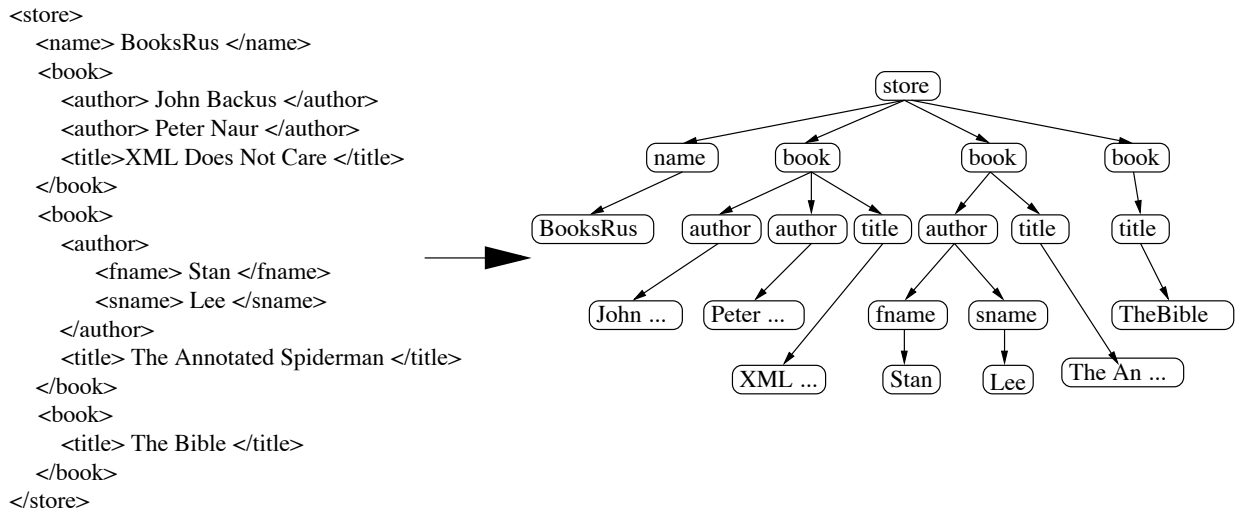 <store>
<name> BooksRus </name>
<book>
<author> John Backus </author>
<author> Peter Naur </author>
<title>XML Does Not Care </title>
</book>
<book>
<author>
<fname> Stan </fname>
<sname> Lee </sname>
</author>
<title> The Annotated Spiderman </title>
</book>
<book>
<title> The Bible </title>
</book>
</store>
store
name book book book
BooksRus author author title author title title
John ... Peter ... fname sname TheBible
XML ... Stan Lee The An ...